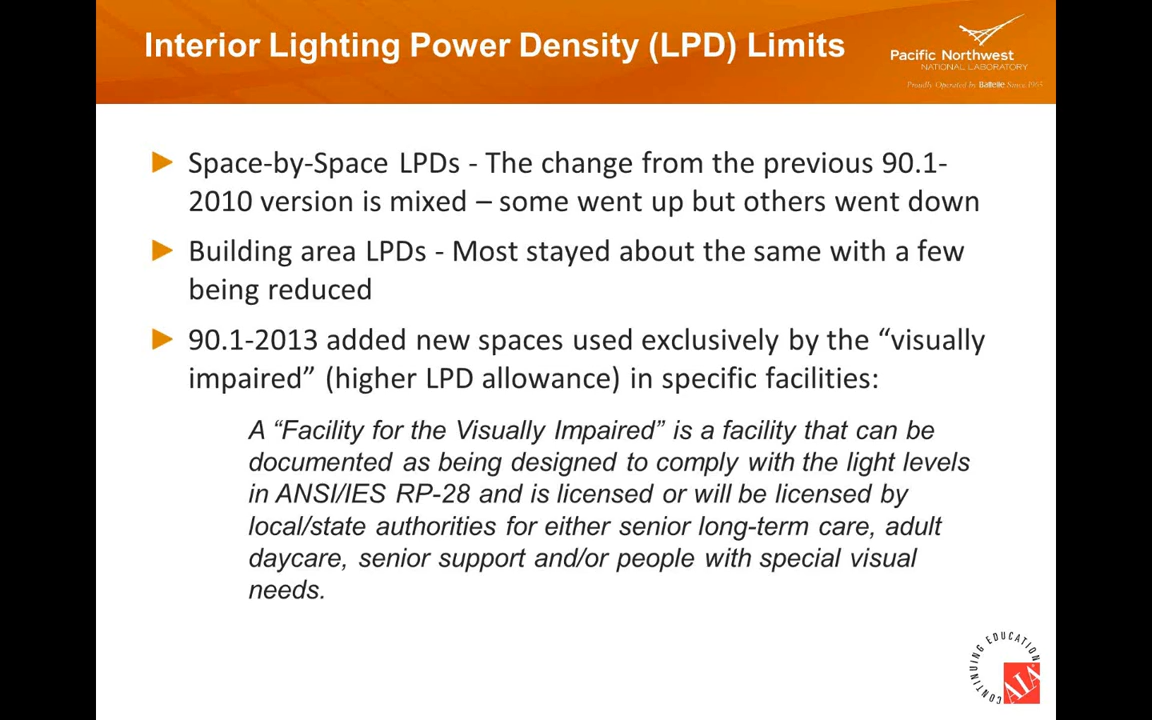 Interior Lighting Power Density (LPD) Limits
Pacific Northwest
NATIONAL LABORATORY
Proudly Operated by Battelle Since 1965
Space-by-Space LPDs - The change from the previous 90.1-
2010 version is mixed – some went up but others went down
Building area LPDs - Most stayed about the same with a few
being reduced
90.1-2013 added new spaces used exclusively by the “visually
impaired” (higher LPD allowance) in specific facilities:
A “Facility for the Visually Impaired” is a facility that can be
documented as being designed to comply with the light levels
in ANSI/IES RP-28 and is licensed or will be licensed by
local/state authorities for either senior long-term care, adult
daycare, senior support and/or people with special visual
needs.
CONTINUING EDUCATION
AIA